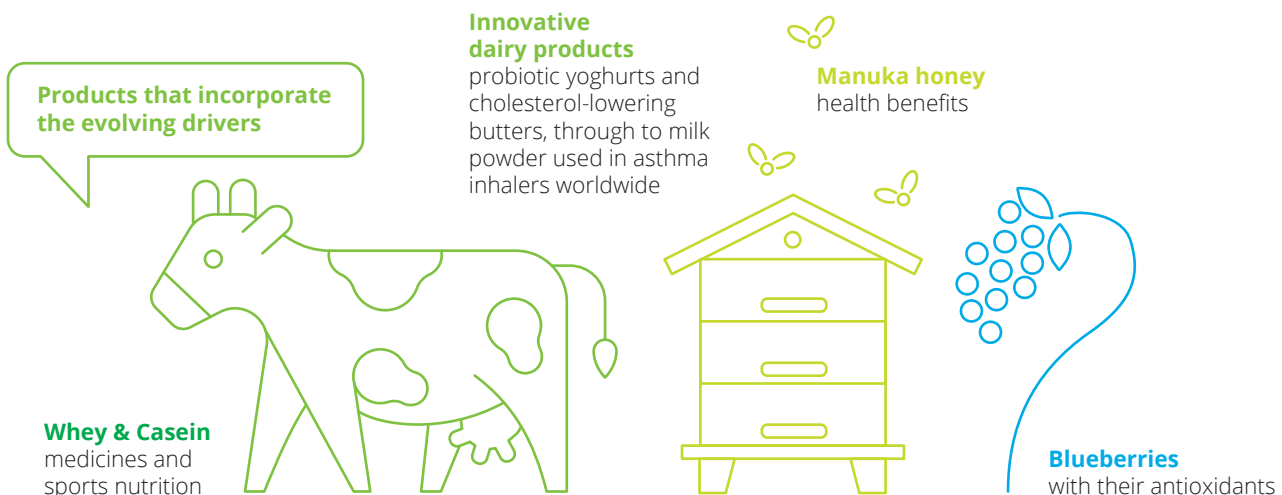 Products that incorporate
the evolving drivers
Innovative
dairy products
probiotic yoghurts and
cholesterol-lowering
butters, through to milk
powder used in asthma
inhalers worldwide
Manuka honey
health benefits
Whey & Casein
medicines and
sports nutrition
Blueberries
with their antioxidants